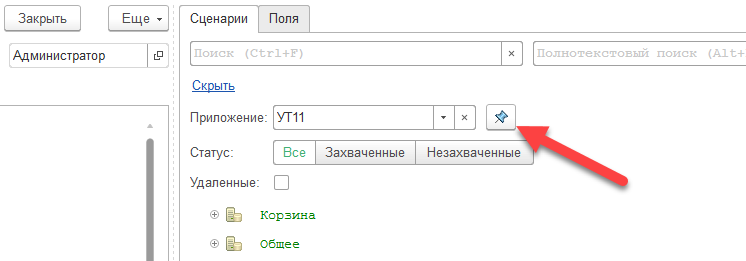 Закрыть
Еще
Администратор
Сценарии
Поля
Поиск (Ctrl+F)
Полнотекстовый поиск (Alt+
Скрыть
Приложение:
УТ11
Статус:
Все
Захваченные
Незахваченные
Удаленные:
Корзина
Общее